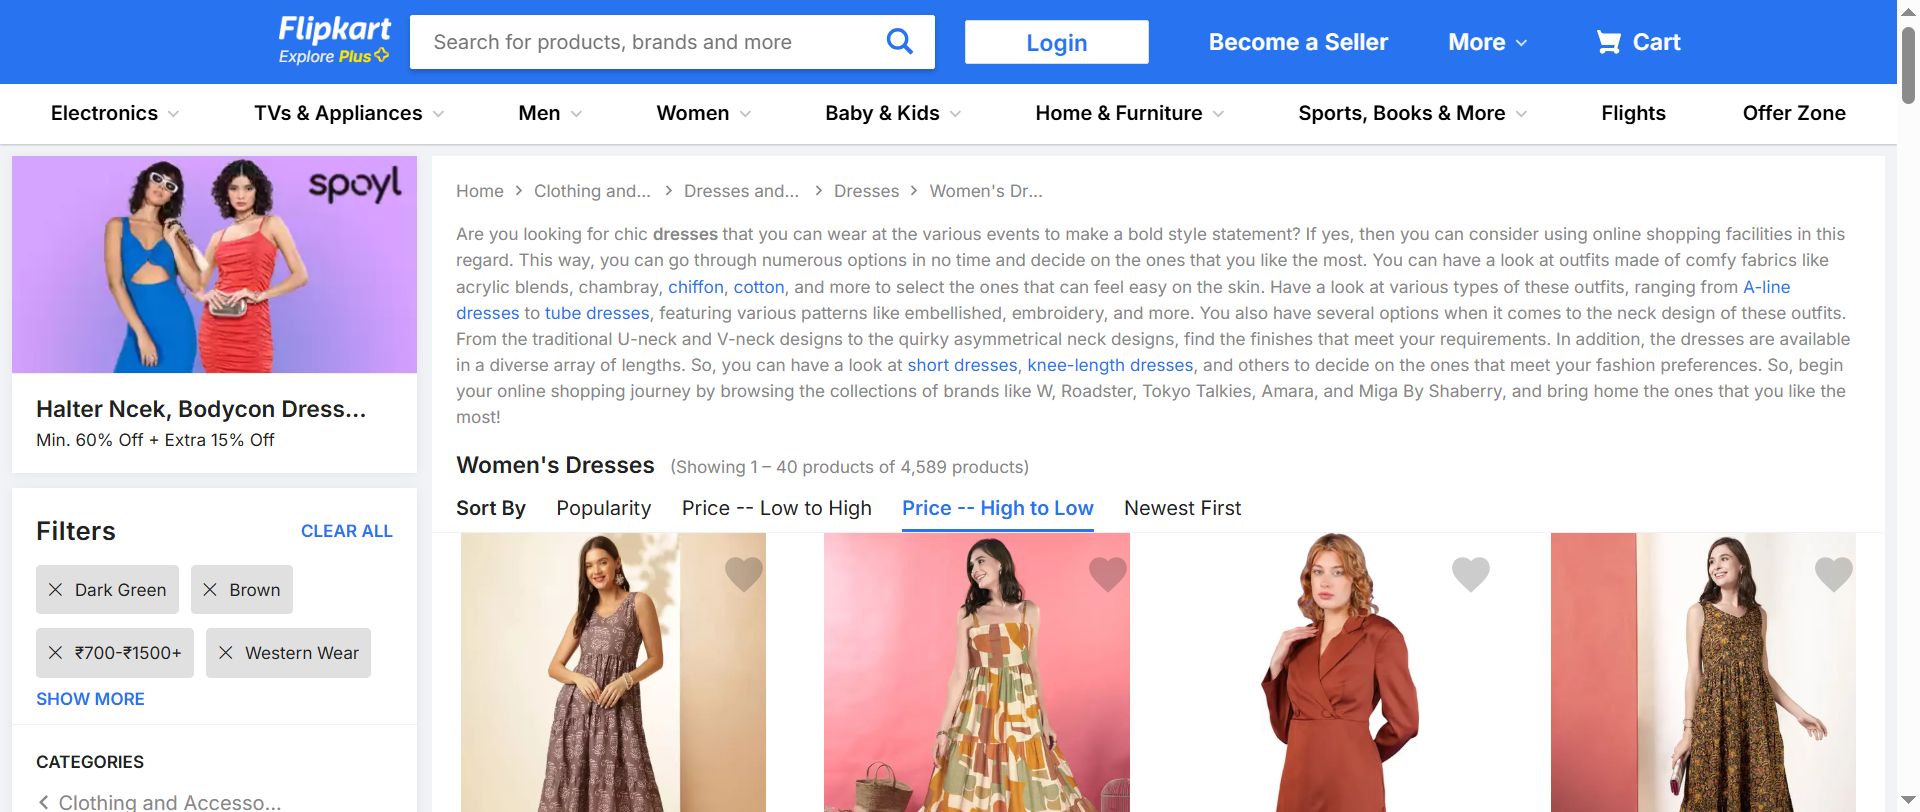 Flipkart
Explore Plus
Search for products, brands and more
Login
Become a Seller
More
Cart
Electronics
TVs & Appliances
Men
Women
Baby & Kids
Home & Furniture
Sports, Books & More
Flights
Offer Zone
spoyl
Halter Ncek, Bodycon Dress...
Min. 60% Off + Extra 15% Off
Filters
CLEAR ALL
Dark Green
Brown
₹700-₹1500+
Western Wear
SHOW MORE
CATEGORIES
Clothing and Accesso...
Home > Clothing and... > Dresses and... > Dresses > Women's Dr...
Are you looking for chic dresses that you can wear at the various events to make a bold style statement? If yes, then you can consider using online shopping facilities in this
regard. This way, you can go through numerous options in no time and decide on the ones that you like the most. You can have a look at outfits made of comfy fabrics like
acrylic blends, chambray, chiffon, cotton, and more to select the ones that can feel easy on the skin. Have a look at various types of these outfits, ranging from A-line
dresses to tube dresses, featuring various patterns like embellished, embroidery, and more. You also have several options when it comes to the neck design of these outfits.
From the traditional U-neck and V-neck designs to the quirky asymmetrical neck designs, find the finishes that meet your requirements. In addition, the dresses are available
in a diverse array of lengths. So, you can have a look at short dresses, knee-length dresses, and others to decide on the ones that meet your fashion preferences. So, begin
your online shopping journey by browsing the collections of brands like W, Roadster, Tokyo Talkies, Amara, and Miga By Shaberry, and bring home the ones that you like the
most!
Women's Dresses (Showing 1 – 40 products of 4,589 products)
Sort By
Popularity
Price -- Low to High
Price -- High to Low
Newest First